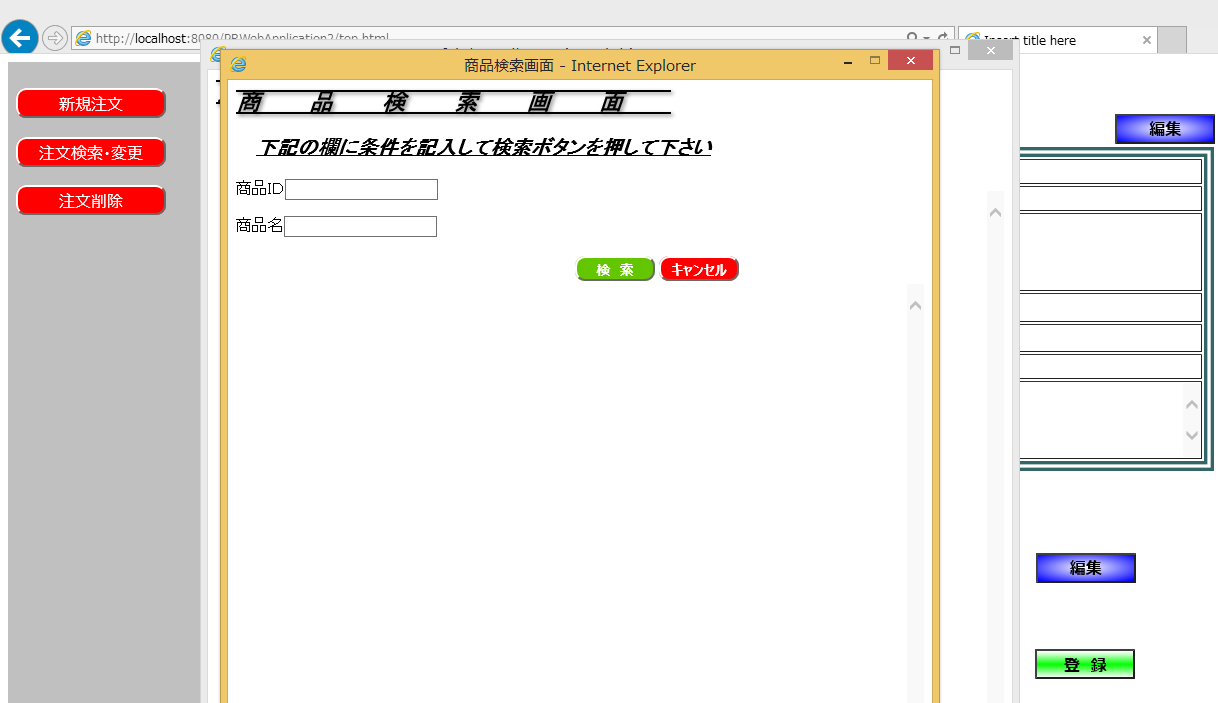 http://localhost:8080/PBWebApplication2/top.html
Insert title here
商品検索画面 - Internet Explorer
新規注文
注文検索・変更
注文削除
商品検索画面
下記の欄に条件を記入して検索ボタンを押して下さい
商品ID
商品名
検 索
キャンセル
編集
編集
登 録